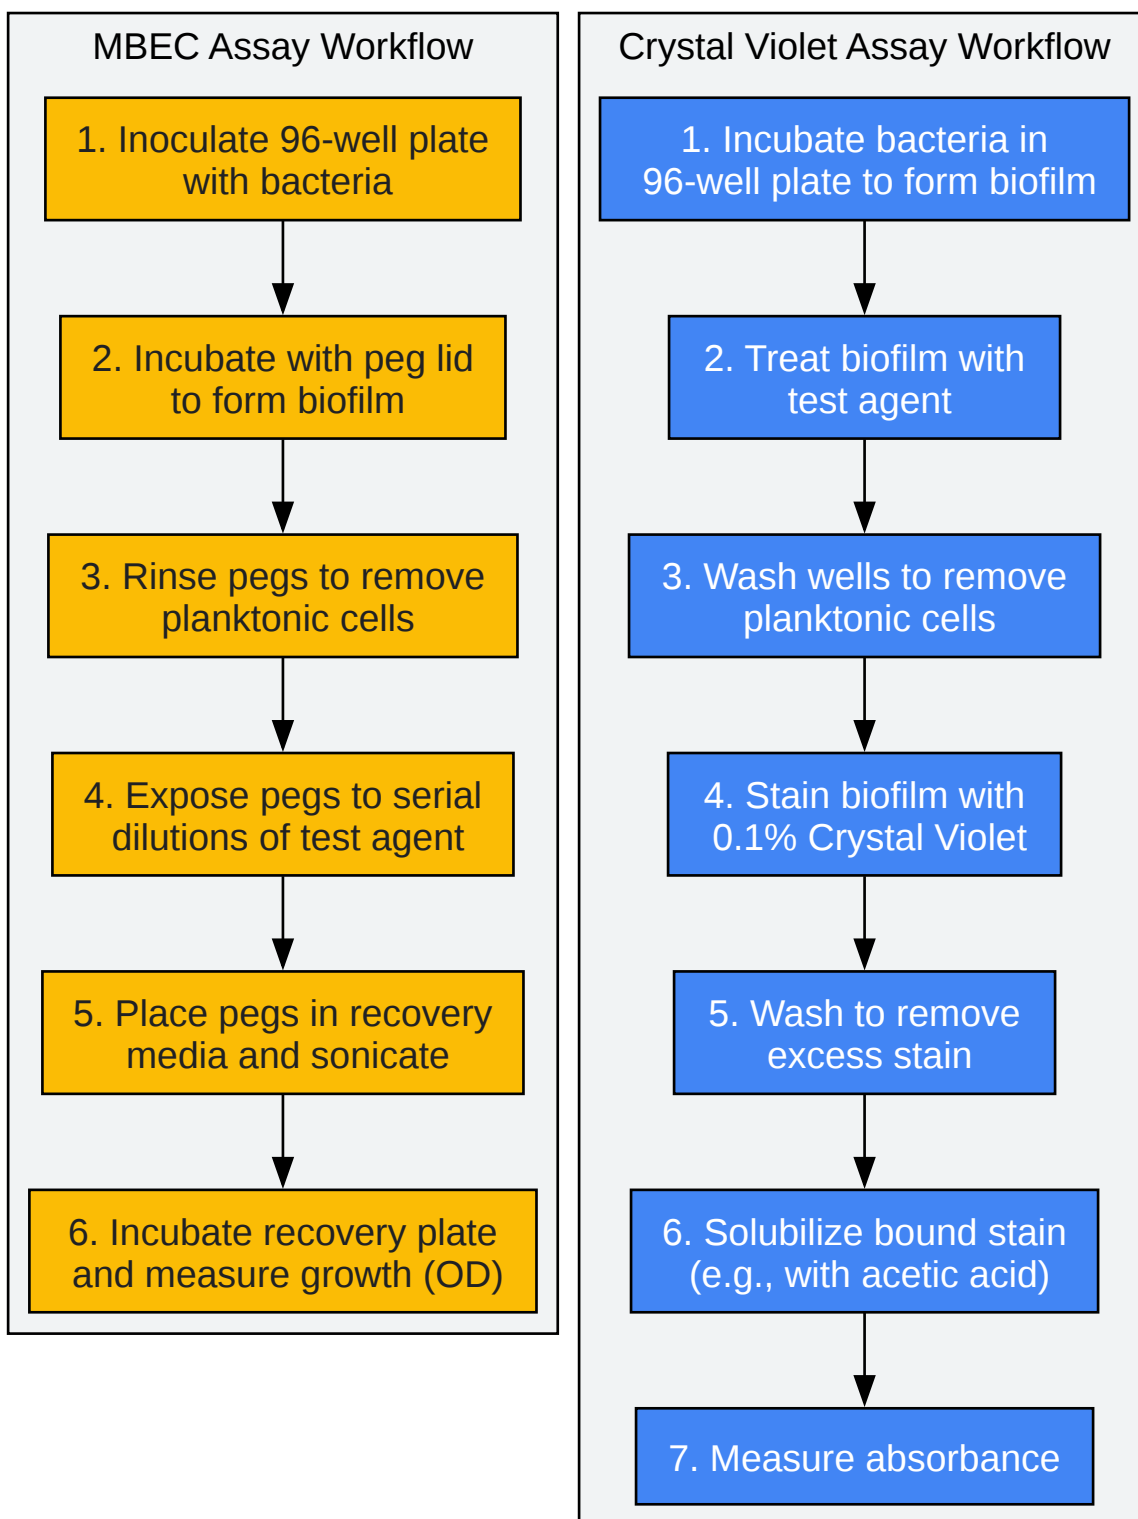 MBEC Assay Workflow
1. Inoculate 96-well plate
with bacteria
2. Incubate with peg lid
to form biofilm
3. Rinse pegs to remove
planktonic cells
4. Expose pegs to serial
dilutions of test agent
5. Place pegs in recovery
media and sonicate
6. Incubate recovery plate
and measure growth (OD)
Crystal Violet Assay Workflow
1. Incubate bacteria in
96-well plate to form biofilm
2. Treat biofilm with
test agent
3. Wash wells to remove
planktonic cells
4. Stain biofilm with
0.1% Crystal Violet
5. Wash to remove
excess stain
6. Solubilize bound stain
(e.g., with acetic acid)
7. Measure absorbance